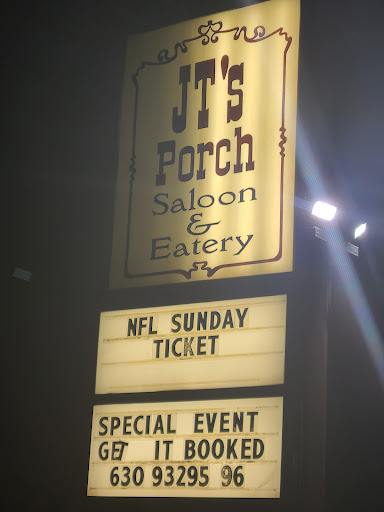 JT's
Porch
Saloon
&
Eatery
NFL SUNDAY
TICKET
SPECIAL EVENT
GET IT BOOKED
630 93295 96